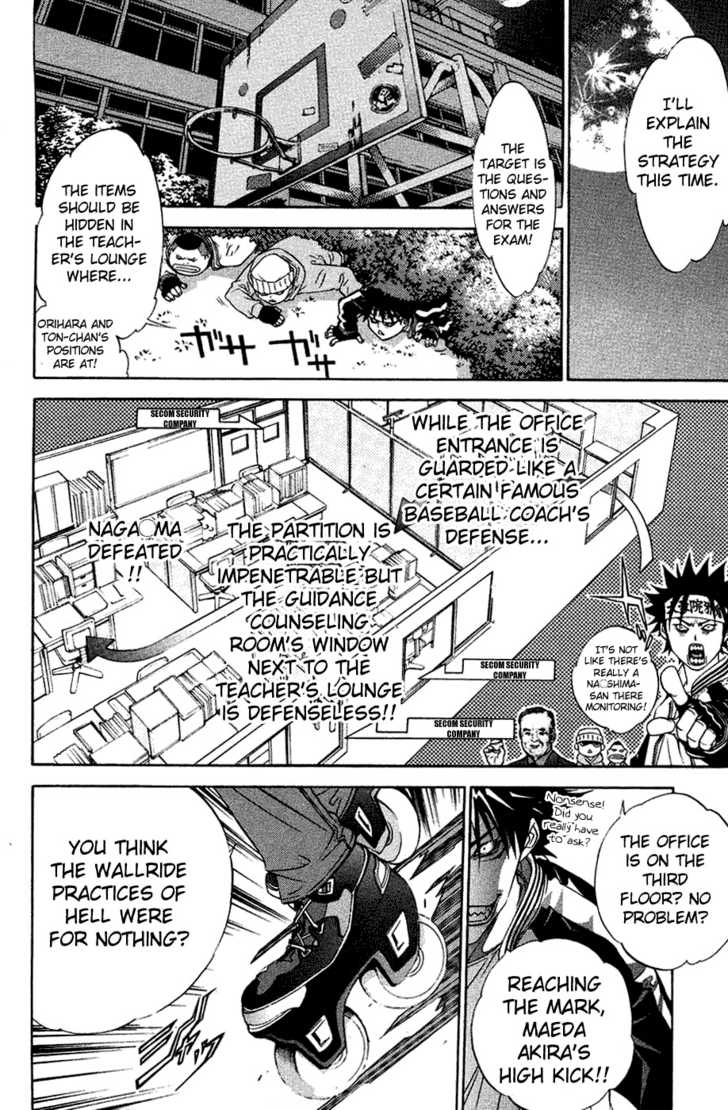 I'LL
EXPLAIN
THE
STRATEGY
THIS TIME.
THE
TARGET IS
THE QUES-
TIONS AND
ANSWERS
FOR THE
EXAM!
THE ITEMS
SHOULD BE
HIDDEN IN
THE TEACH-
ER'S LOUNGE
WHERE...
ORIHARA AND
TON-CHAN'S
POSITIONS
ARE AT!
ガサ
ガサ
WHILE THE OFFICE
ENTRANCE IS
GUARDED LIKE A
CERTAIN FAMOUS
BASEBALL COACH'S
DEFENSE...
SECOM SECURITY
COMPANY
THE PARTITION IS
PRACTICALLY
IMPENETRABLE BUT
THE GUIDANCE
COUNSELING
ROOM'S WINDOW
NEXT TO THE
TEACHER'S LOUNGE
IS DEFENSELESS!!
NAGA○MA
DEFEATED
!!
IT'S NOT
LIKE THERE'S
REALLY A
NA○SHIMA-
SAN THERE
MONITORING!
SECOM SECURITY
COMPANY
SECOM SECURITY
COMPANY
THE OFFICE
IS ON THE
THIRD
FLOOR? NO
PROBLEM?
Nonsense!
Did you
really have
to ask?
REACHING
THE MARK,
MAEDA
AKIRA'S
HIGH KICK!!
YOU THINK
THE WALLRIDE
PRACTICES OF
HELL WERE
FOR NOTHING?